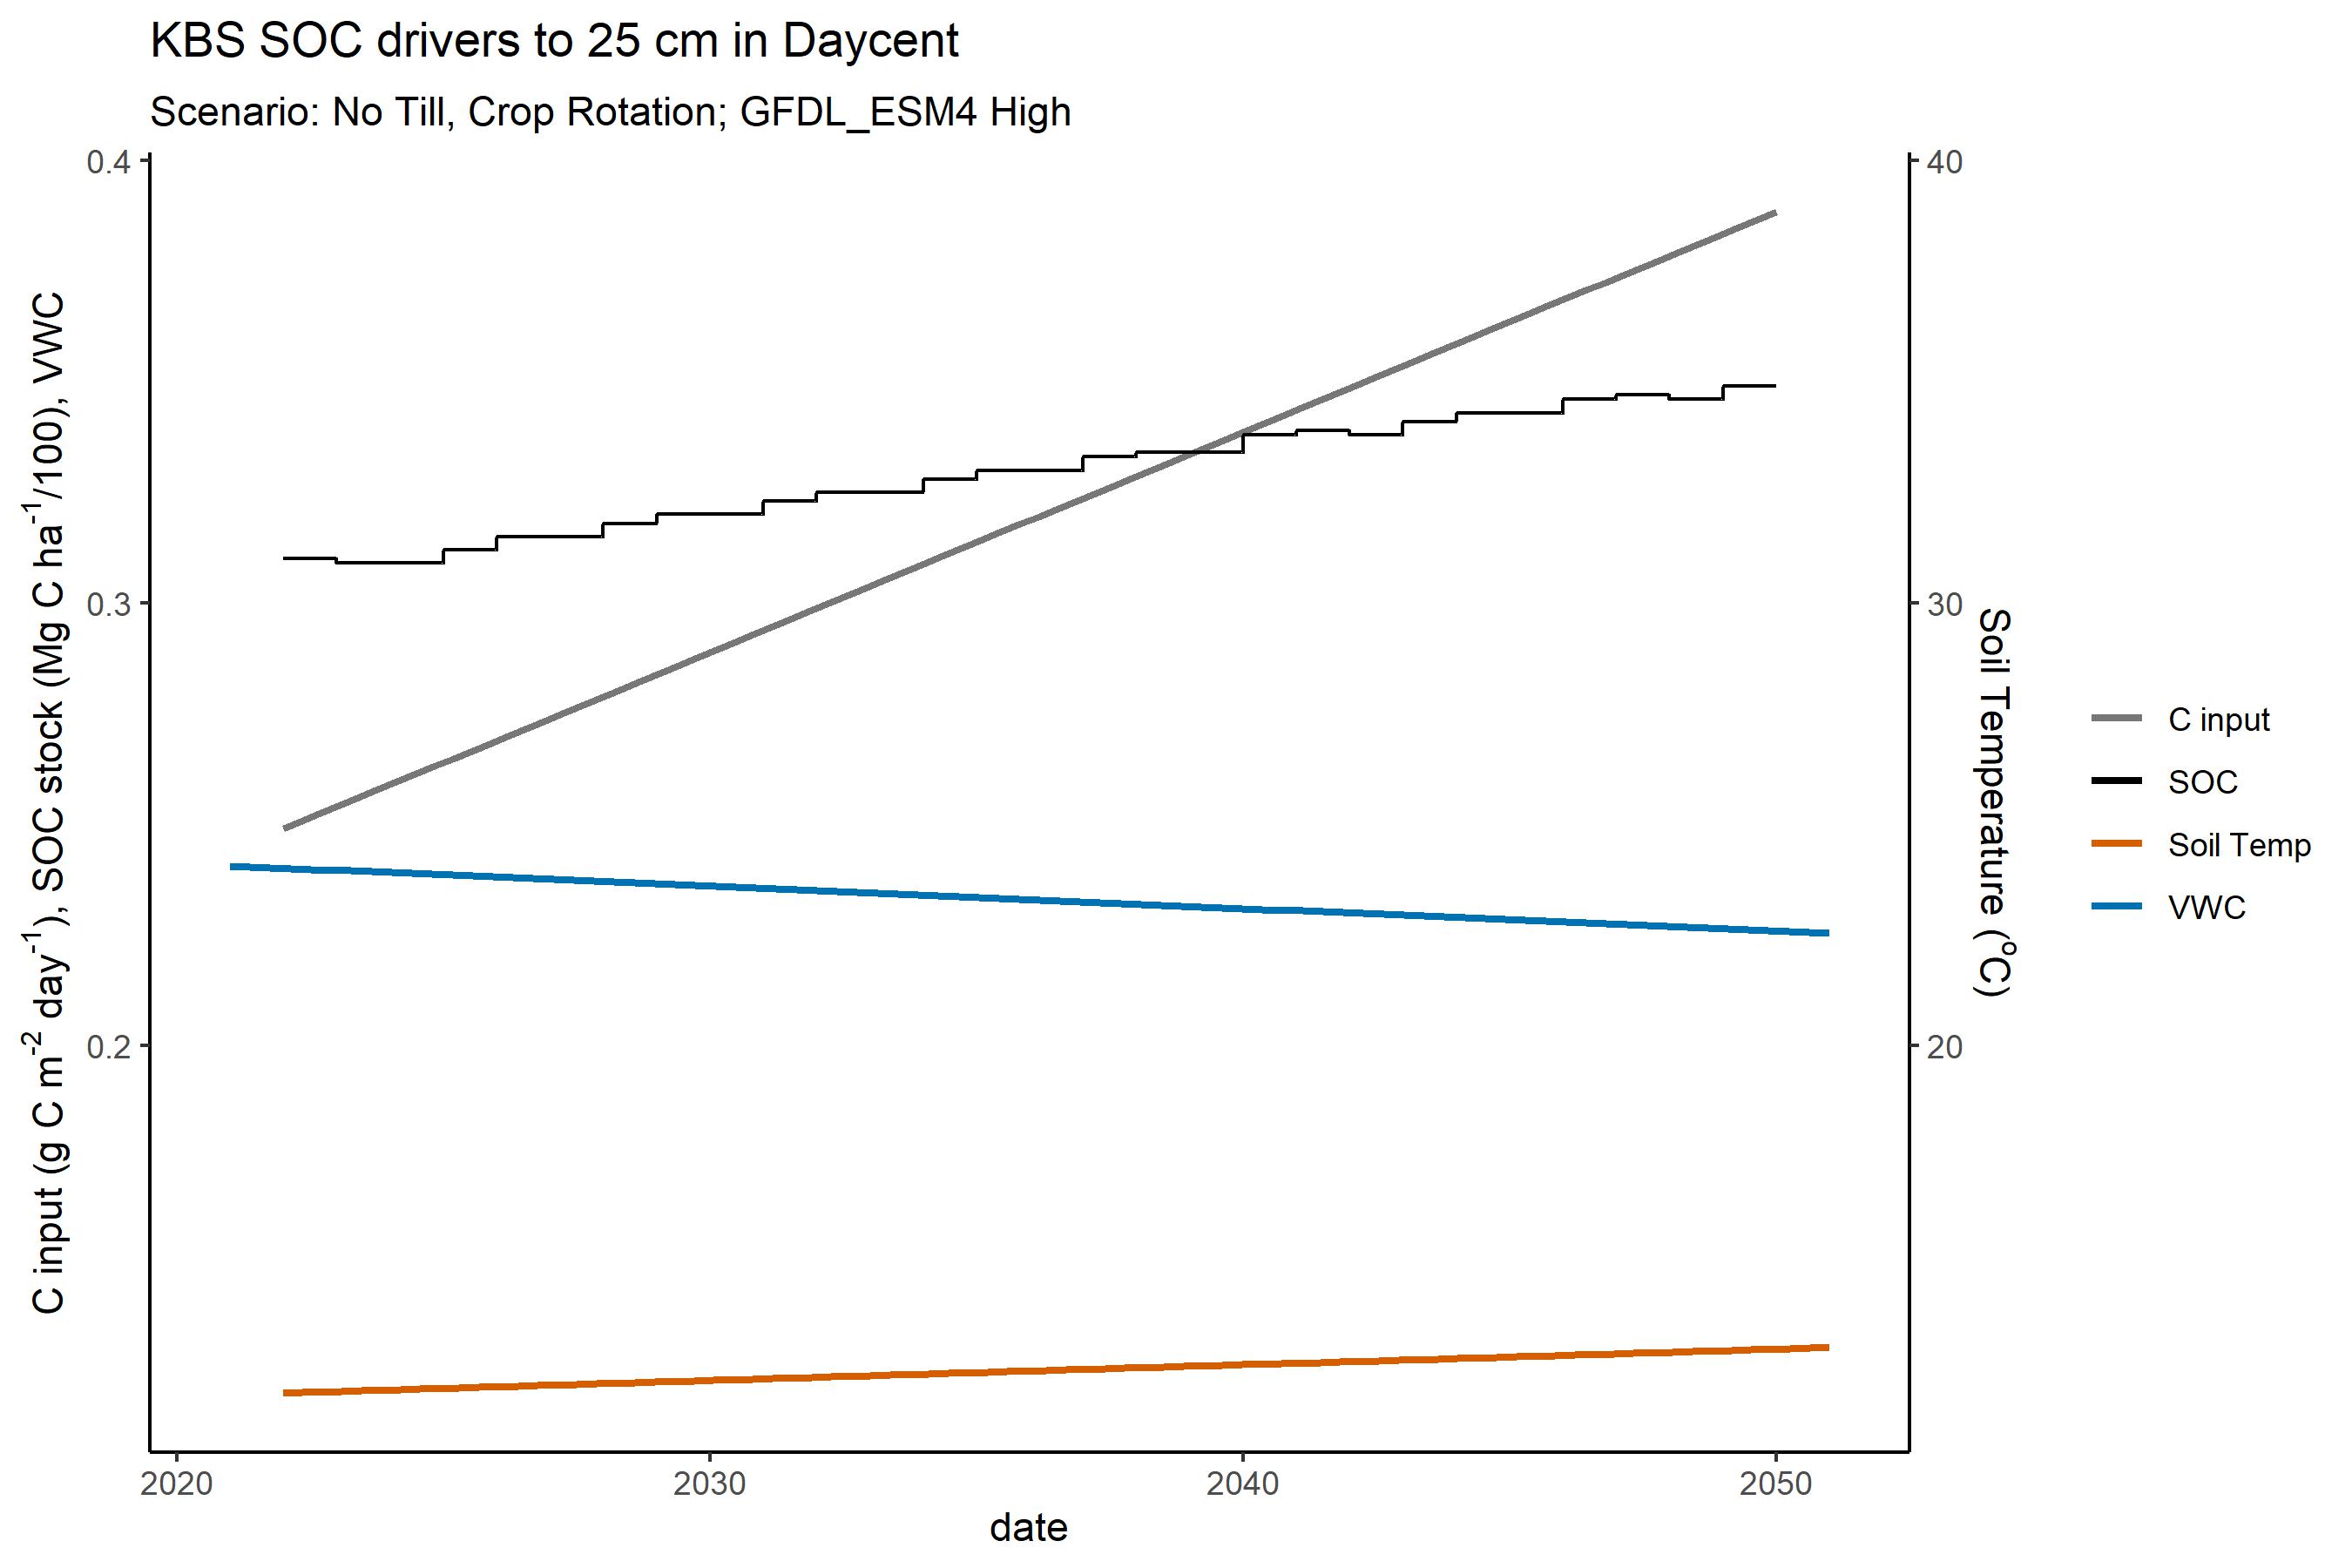 KBS SOC drivers to 25 cm in Daycent
Scenario: No Till, Crop Rotation; GFDL_ESM4 High
C input (g C m⁻² day⁻¹), SOC stock (Mg C ha⁻¹/100), VWC
0.4
0.3
0.2
40
30
20
Soil Temperature (ºC)
C input
SOC
Soil Temp
VWC
2020 2030 2040 2050
date